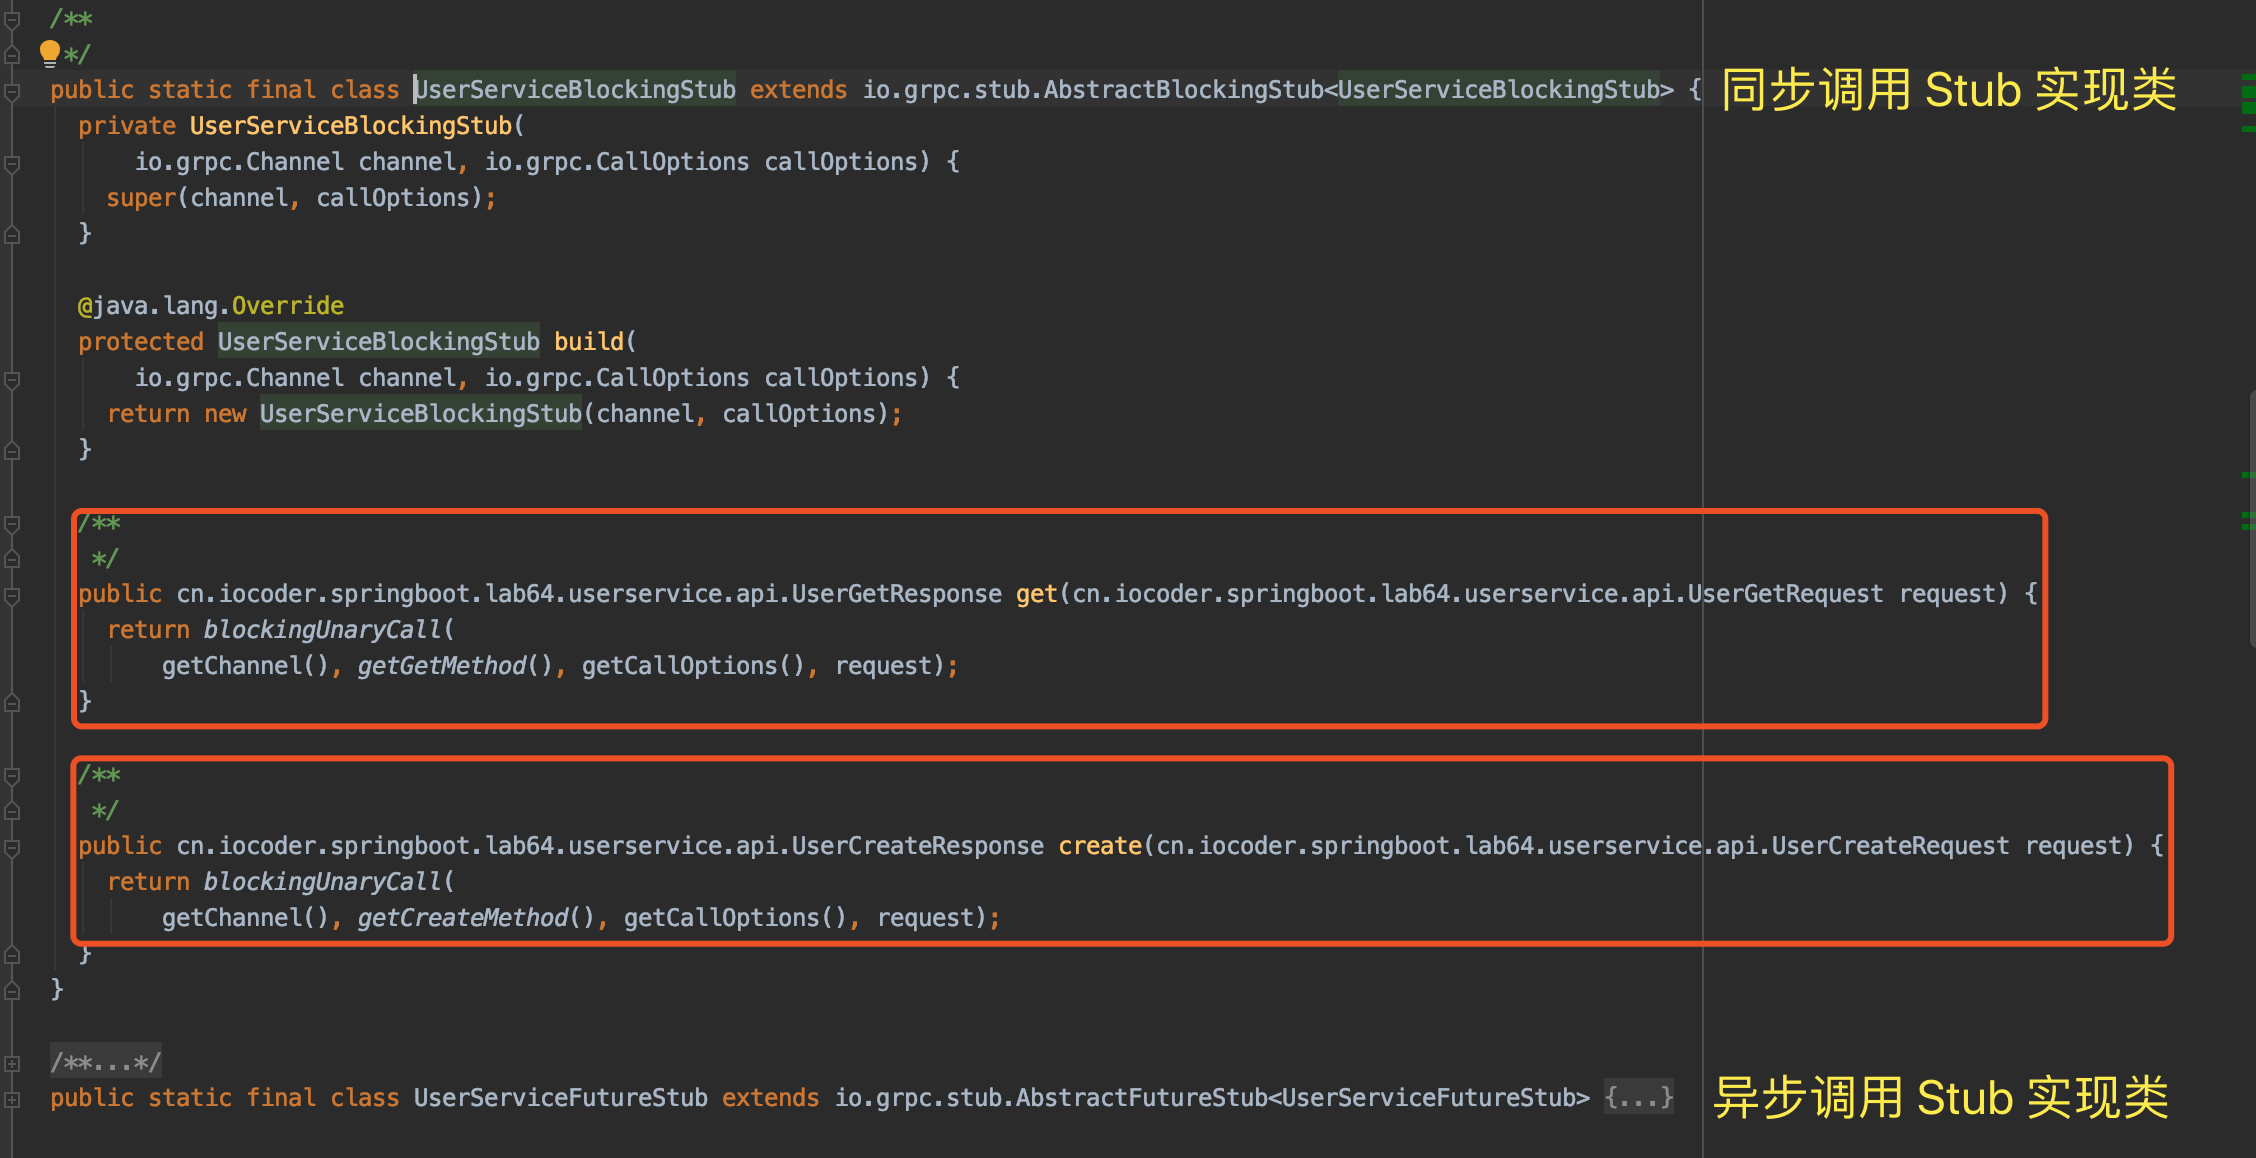 /**
*/
public static final class UserServiceBlockingStub extends io.grpc.stub.AbstractBlockingStub<UserServiceBlockingStub> { 同步调用 Stub 实现类
private UserServiceBlockingStub(
io.grpc.Channel channel, io.grpc.CallOptions callOptions) {
super(channel, callOptions);
}
@java.lang.Override
protected UserServiceBlockingStub build(
io.grpc.Channel channel, io.grpc.CallOptions callOptions) {
return new UserServiceBlockingStub(channel, callOptions);
}
/**
*/
public cn.iocoder.springboot.lab64.userservice.api.UserGetResponse get(cn.iocoder.springboot.lab64.userservice.api.UserGetRequest request) {
return blockingUnaryCall(
getChannel(), getGetMethod(), getCallOptions(), request);
}
/**
*/
public cn.iocoder.springboot.lab64.userservice.api.UserCreateResponse create(cn.iocoder.springboot.lab64.userservice.api.UserCreateRequest request) {
return blockingUnaryCall(
getChannel(), getCreateMethod(), getCallOptions(), request);
}
}
/**...*/
public static final class UserServiceFutureStub extends io.grpc.stub.AbstractFutureStub<UserServiceFutureStub> {...} 异步调用 Stub 实现类